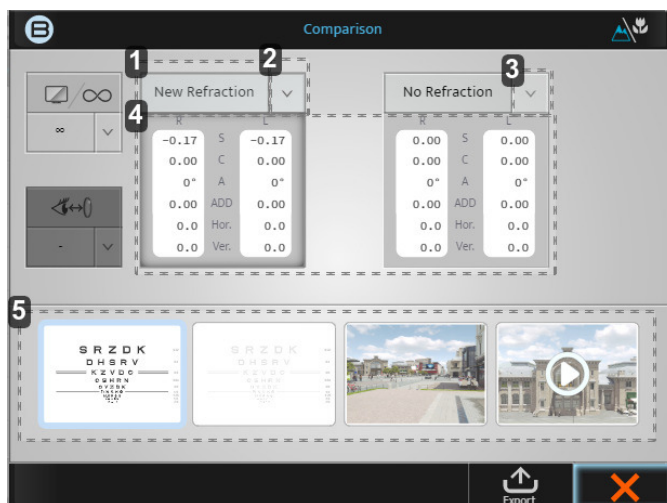 B Comparison
1 2 3
New Refraction No Refraction
4 R L R L
∞
-0.17 S -0.17 0.00 S 0.00
0.00 C 0.00 0.00 C 0.00
0° A 0° 0° A 0°
0.00 ADD 0.00 0.00 ADD 0.00
- 0.0 Hor. 0.0 0.0 Hor. 0.0
0.0 Ver. 0.0 0.0 Ver. 0.0
5
S R Z D K S R Z D K
D H S R V D H S R V
K Z V D C K Z V D C
Export